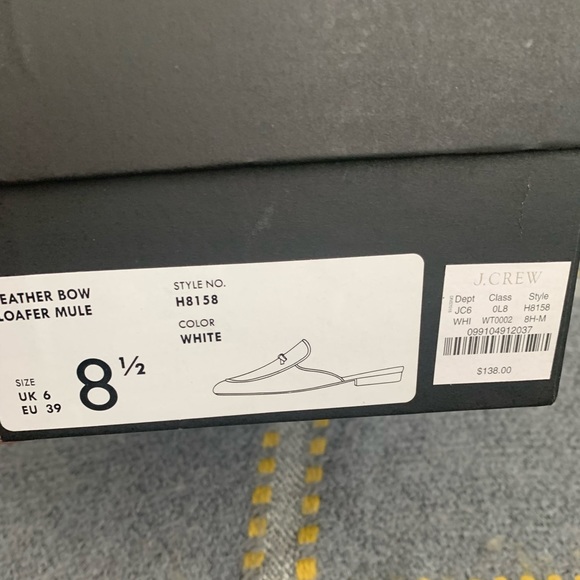 EATHER BOW
LOAFER MULE
STYLE NO.
H8158
COLOR
WHITE
SIZE
UK 6
EU 39
8 ½
J.CREW
Dept Class Style
JC6 0L8 H8158
WHI WT0002 8H-M
099104912037
$138.00